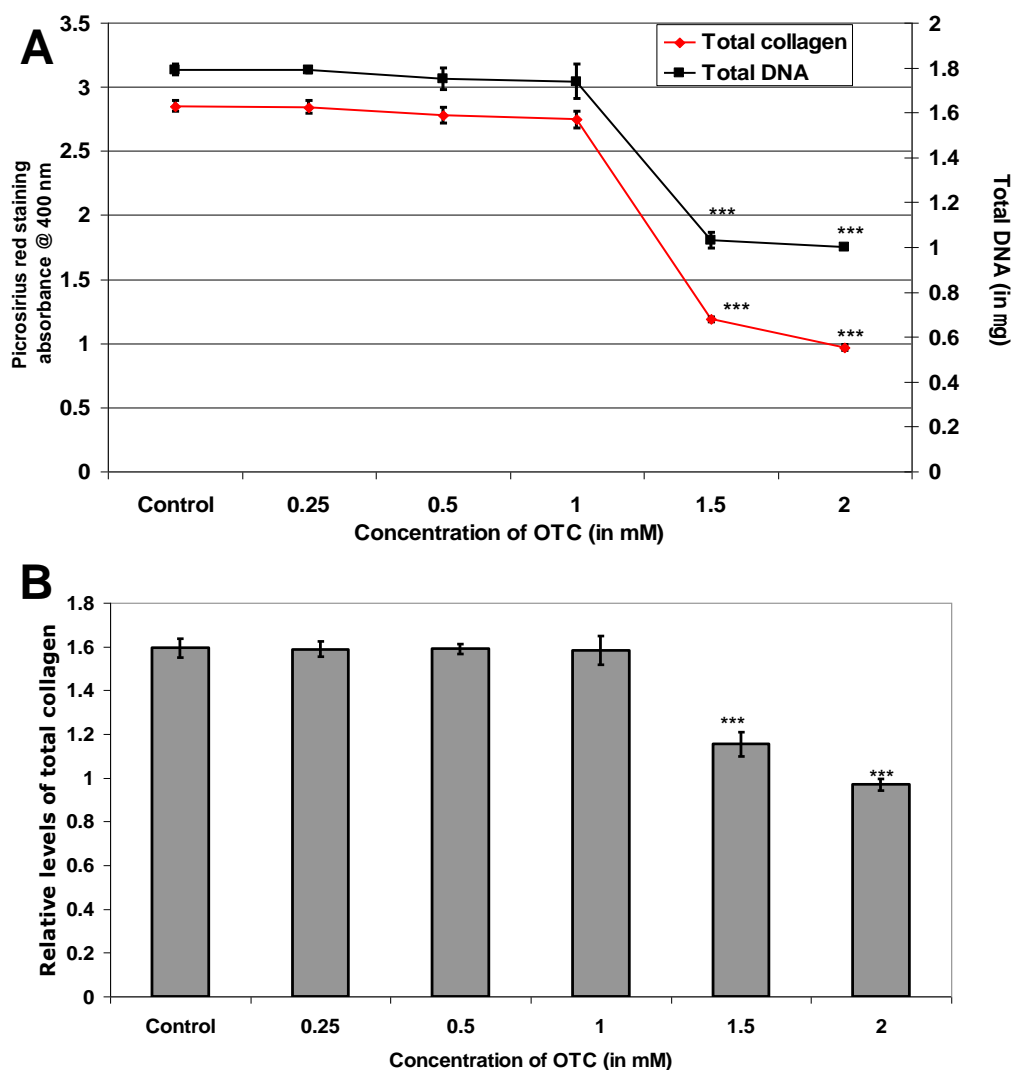 A
Total collagen
Total DNA
3.5
3
2.5
2
1.5
1
0.5
0
2
1.8
1.6
1.4
1.2
1
0.8
0.6
0.4
0.2
0
Picrosirius red staining
absorbance @ 400 nm
Total DNA (in mg)
***
***
***
***
Control 0.25 0.5 1 1.5 2
Concentration of OTC (in mM)
B
1.8
1.6
1.4
1.2
1
0.8
0.6
0.4
0.2
0
Relative levels of total collagen
***
***
Control 0.25 0.5 1 1.5 2
Concentration of OTC (in mM)